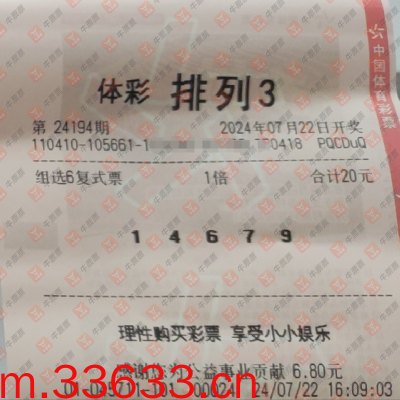 体彩 排列3
第 24194期 2024年07月22日开奖
110410-105661-1 0418 PQCDuQ
组选6复式票 1倍 合计20元
1 4 6 7 9
理性购买彩票 享受小小娱乐
感谢您为公益事业贡献 6.80元
24/07/22 16:09:03
m.33633.cn
中国体育彩票